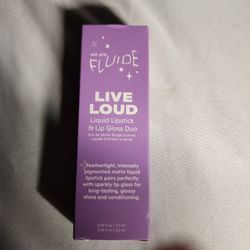 we are
FLUIDE
LIVE
LOUD
Liquid Lipstick
& Lip Gloss Duo
Featherlight, intensely
pigmented matte liquid
lipstick pairs perfectly
with sparkly lip gloss for
long-lasting, glossy
shine and conditioning.